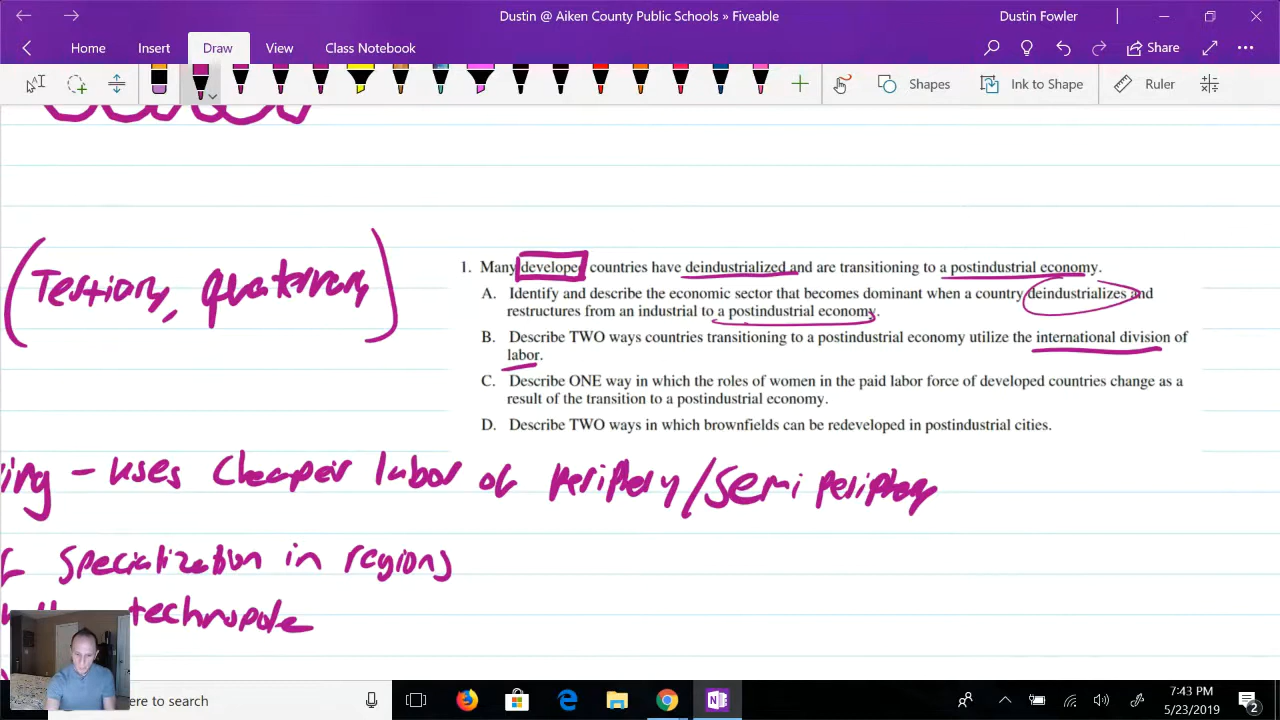 Dustin @ Aiken County Public Schools » Fiveable
Dustin Fowler
Home Insert Draw View Class Notebook
Share
Shapes Ink to Shape Ruler
(Tertiary, quaternary)
1. Many developed countries have deindustrialized and are transitioning to a postindustrial economy.
A. Identify and describe the economic sector that becomes dominant when a country deindustrializes and
restructures from an industrial to a postindustrial economy.
B. Describe TWO ways countries transitioning to a postindustrial economy utilize the international division of
labor.
C. Describe ONE way in which the roles of women in the paid labor force of developed countries change as a
result of the transition to a postindustrial economy.
D. Describe TWO ways in which brownfields can be redeveloped in postindustrial cities.
ing - uses cheaper labor of periphery/semi periphery
specialization in regions
technopole
ere to search
7:43 PM
5/23/2019
2